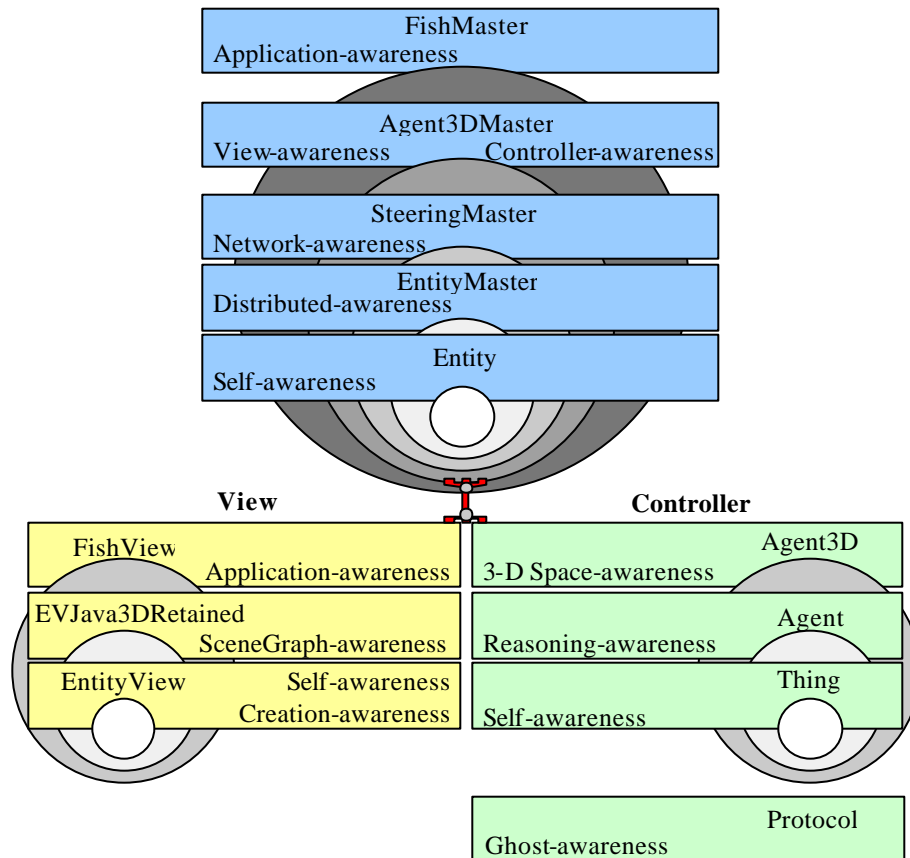 FishMaster
Application-awareness
Agent3DMaster
View-awareness Controller-awareness
SteeringMaster
Network-awareness
EntityMaster
Distributed-awareness
Entity
Self-awareness
View
FishView
Application-awareness
EVJava3DRetained
SceneGraph-awareness
EntityView Self-awareness
Creation-awareness
Controller
Agent3D
3-D Space-awareness
Agent
Reasoning-awareness
Thing
Self-awareness
Protocol
Ghost-awareness